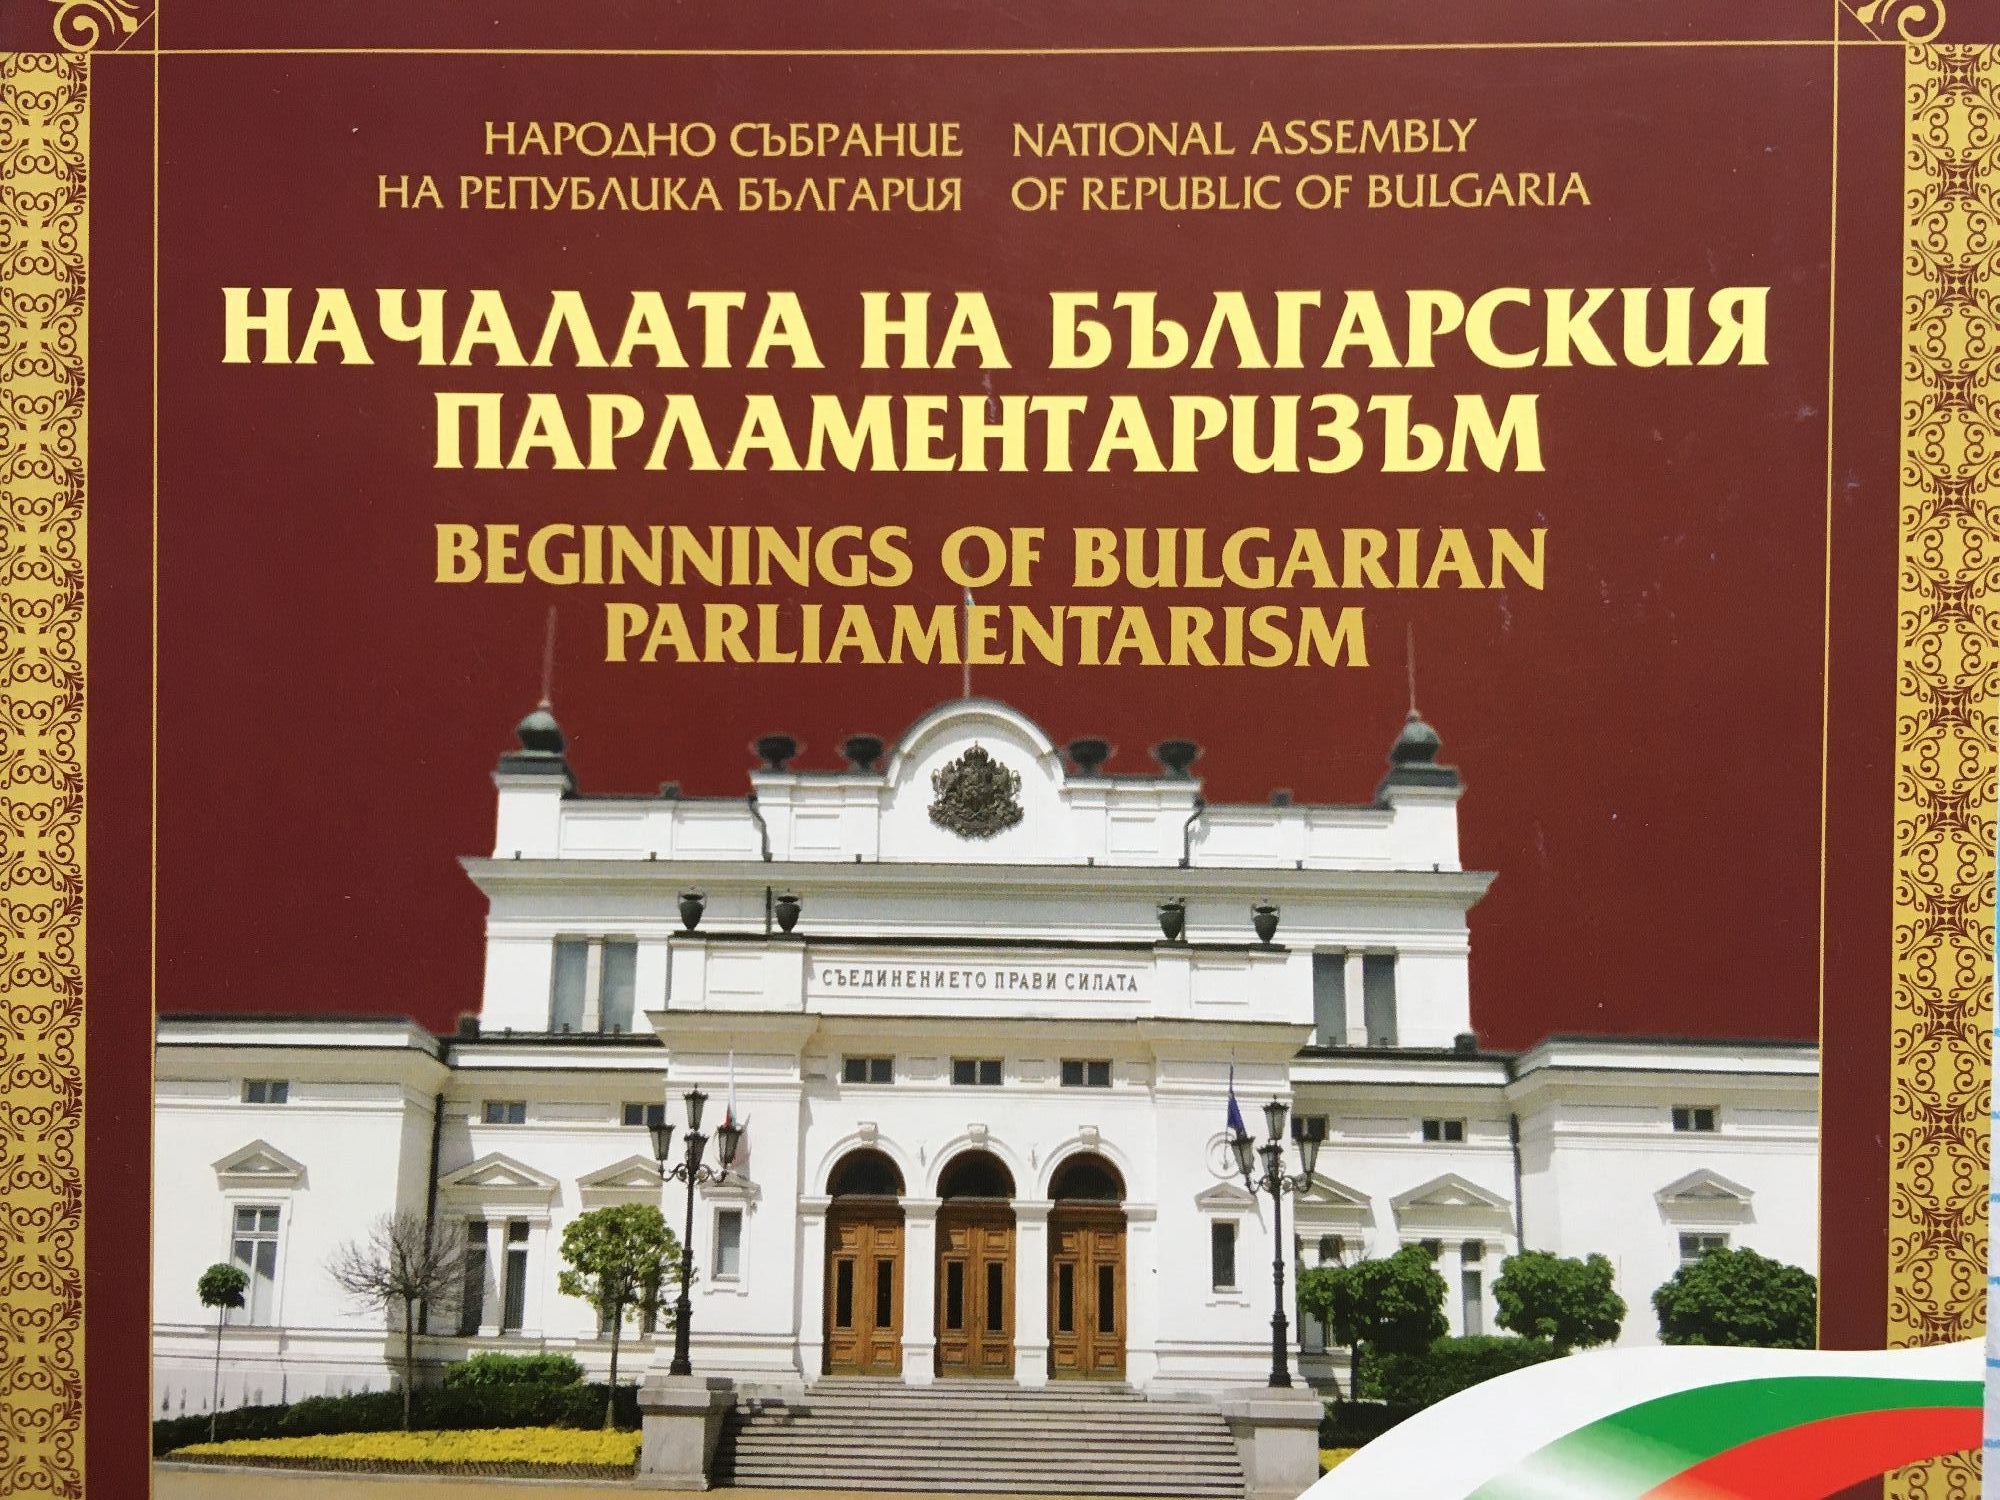 НАРОДНО СЪБРАНИЕ
НА РЕПУБЛИКА БЪЛГАРИЯ
NATIONAL ASSEMBLY
OF REPUBLIC OF BULGARIA
НАЧАЛАТА НА БЪЛГАРСКИЯ
ПАРЛАМЕНТАРИЗЪМ
BEGINNINGS OF BULGARIAN
PARLIAMENTARISM
СЪЕДИНЕНИЕТО ПРАВИ СИЛАТА